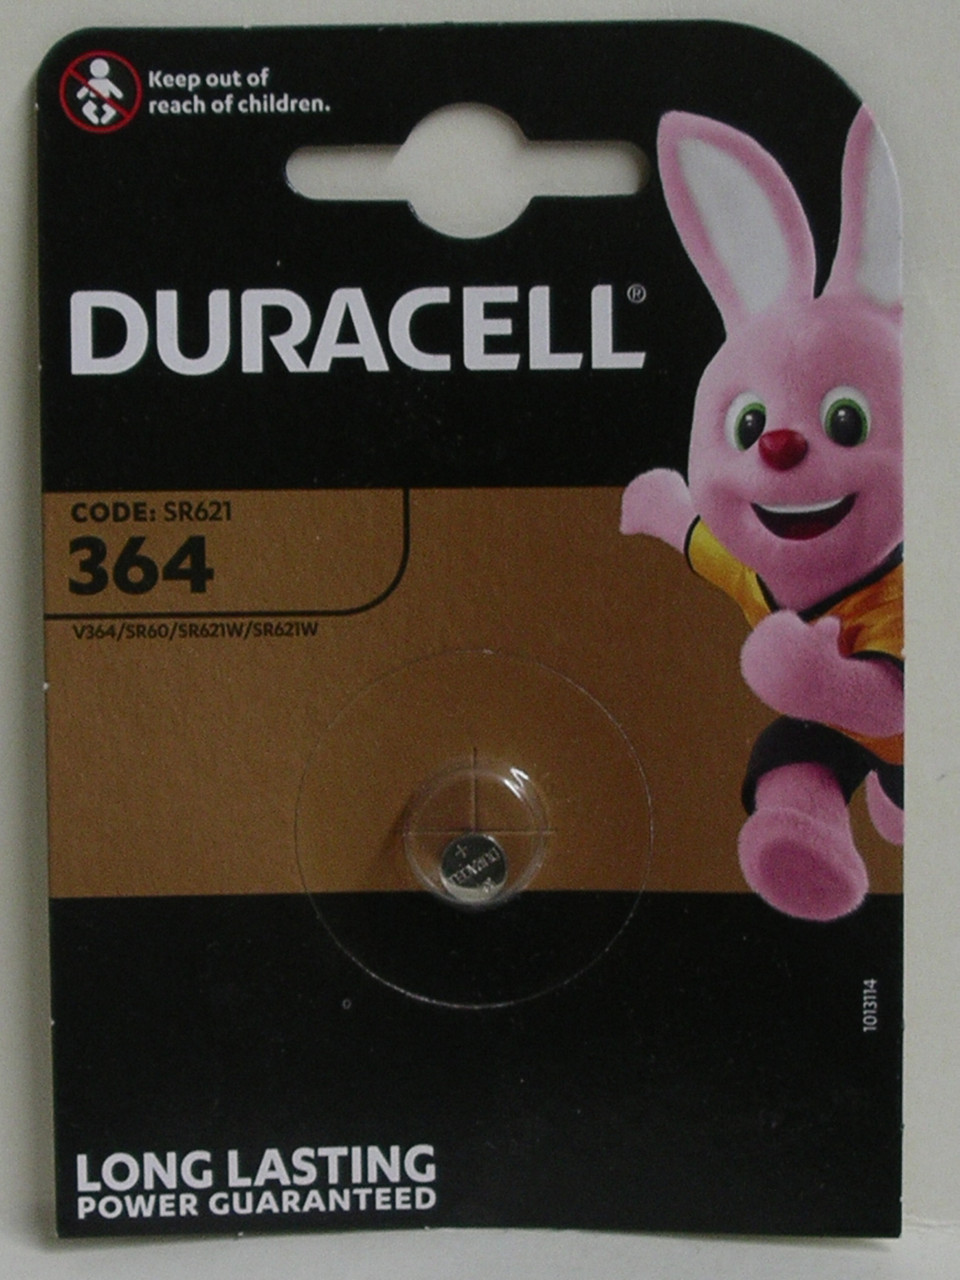 Keep out of
reach of children.
DURACELL®
CODE: SR621
364
V364/SR60/SR621W/SR621W
+
DURACELL
1013114
LONG LASTING
POWER GUARANTEED